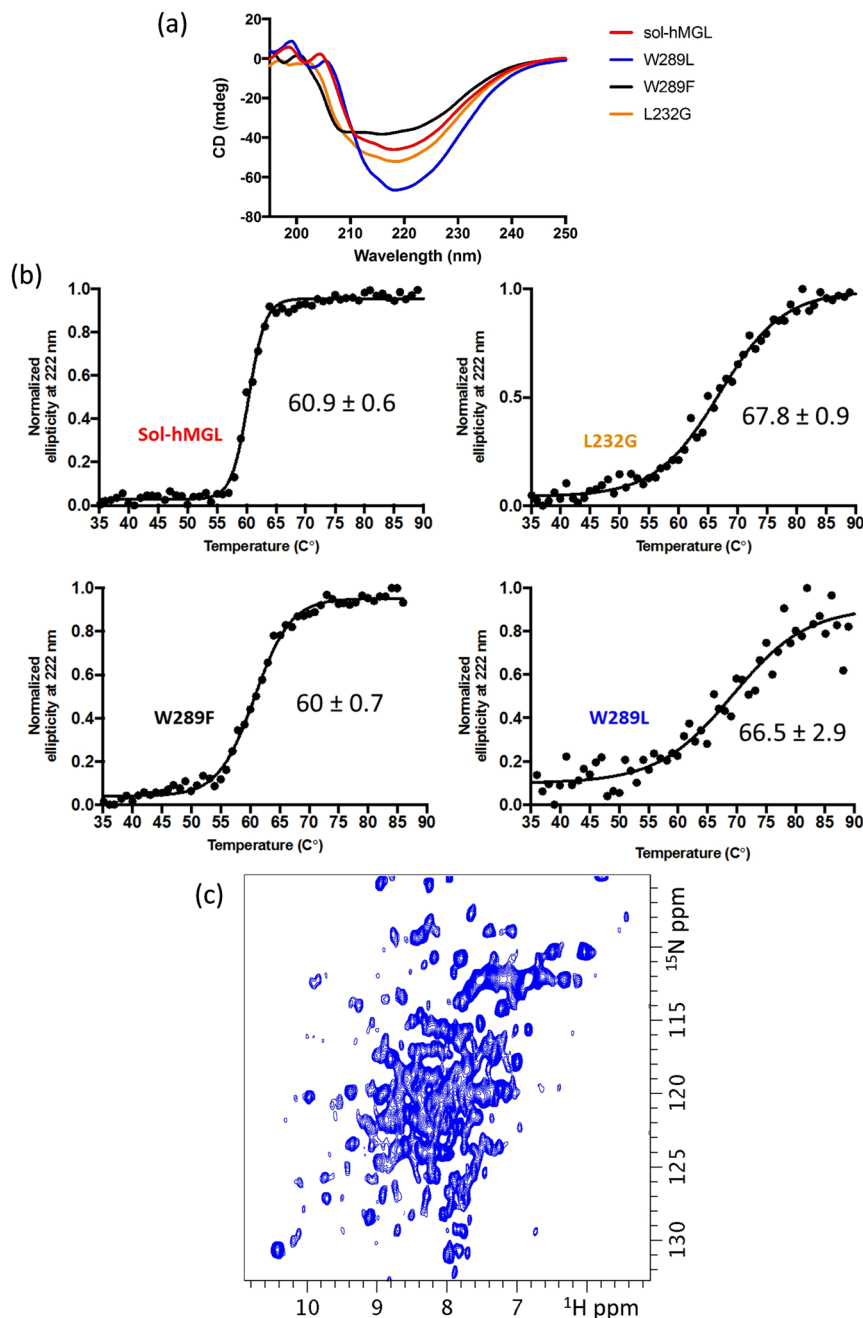 (a)
20
0
-20
-40
-60
-80
CD (mdeg)
200 210 220 230 240 250
Wavelength (nm)
sol-hMGL
W289L
W289F
L232G
(b)
1.0
0.8
0.6
0.4
0.2
0.0
Normalized
ellipticity at 222 nm
Sol-hMGL
60.9 ± 0.6
35 40 45 50 55 60 65 70 75 80 85 90
Temperature (C°)
1.0
0.5
0.0
Normalized
ellipticity at 222 nm
L232G
67.8 ± 0.9
35 40 45 50 55 60 65 70 75 80 85 90
Temperature (C°)
1.0
0.8
0.6
0.4
0.2
0.0
Normalized
ellipticity at 222 nm
W289F
60 ± 0.7
35 40 45 50 55 60 65 70 75 80 85 90
Temperature (C°)
1.0
0.8
0.6
0.4
0.2
0.0
Normalized
ellipticity at 222 nm
W289L
66.5 ± 2.9
35 40 45 50 55 60 65 70 75 80 85 90
Temperature (C°)
(c)
¹⁵N ppm
115
120
125
130
10 9 8 7 ¹H ppm